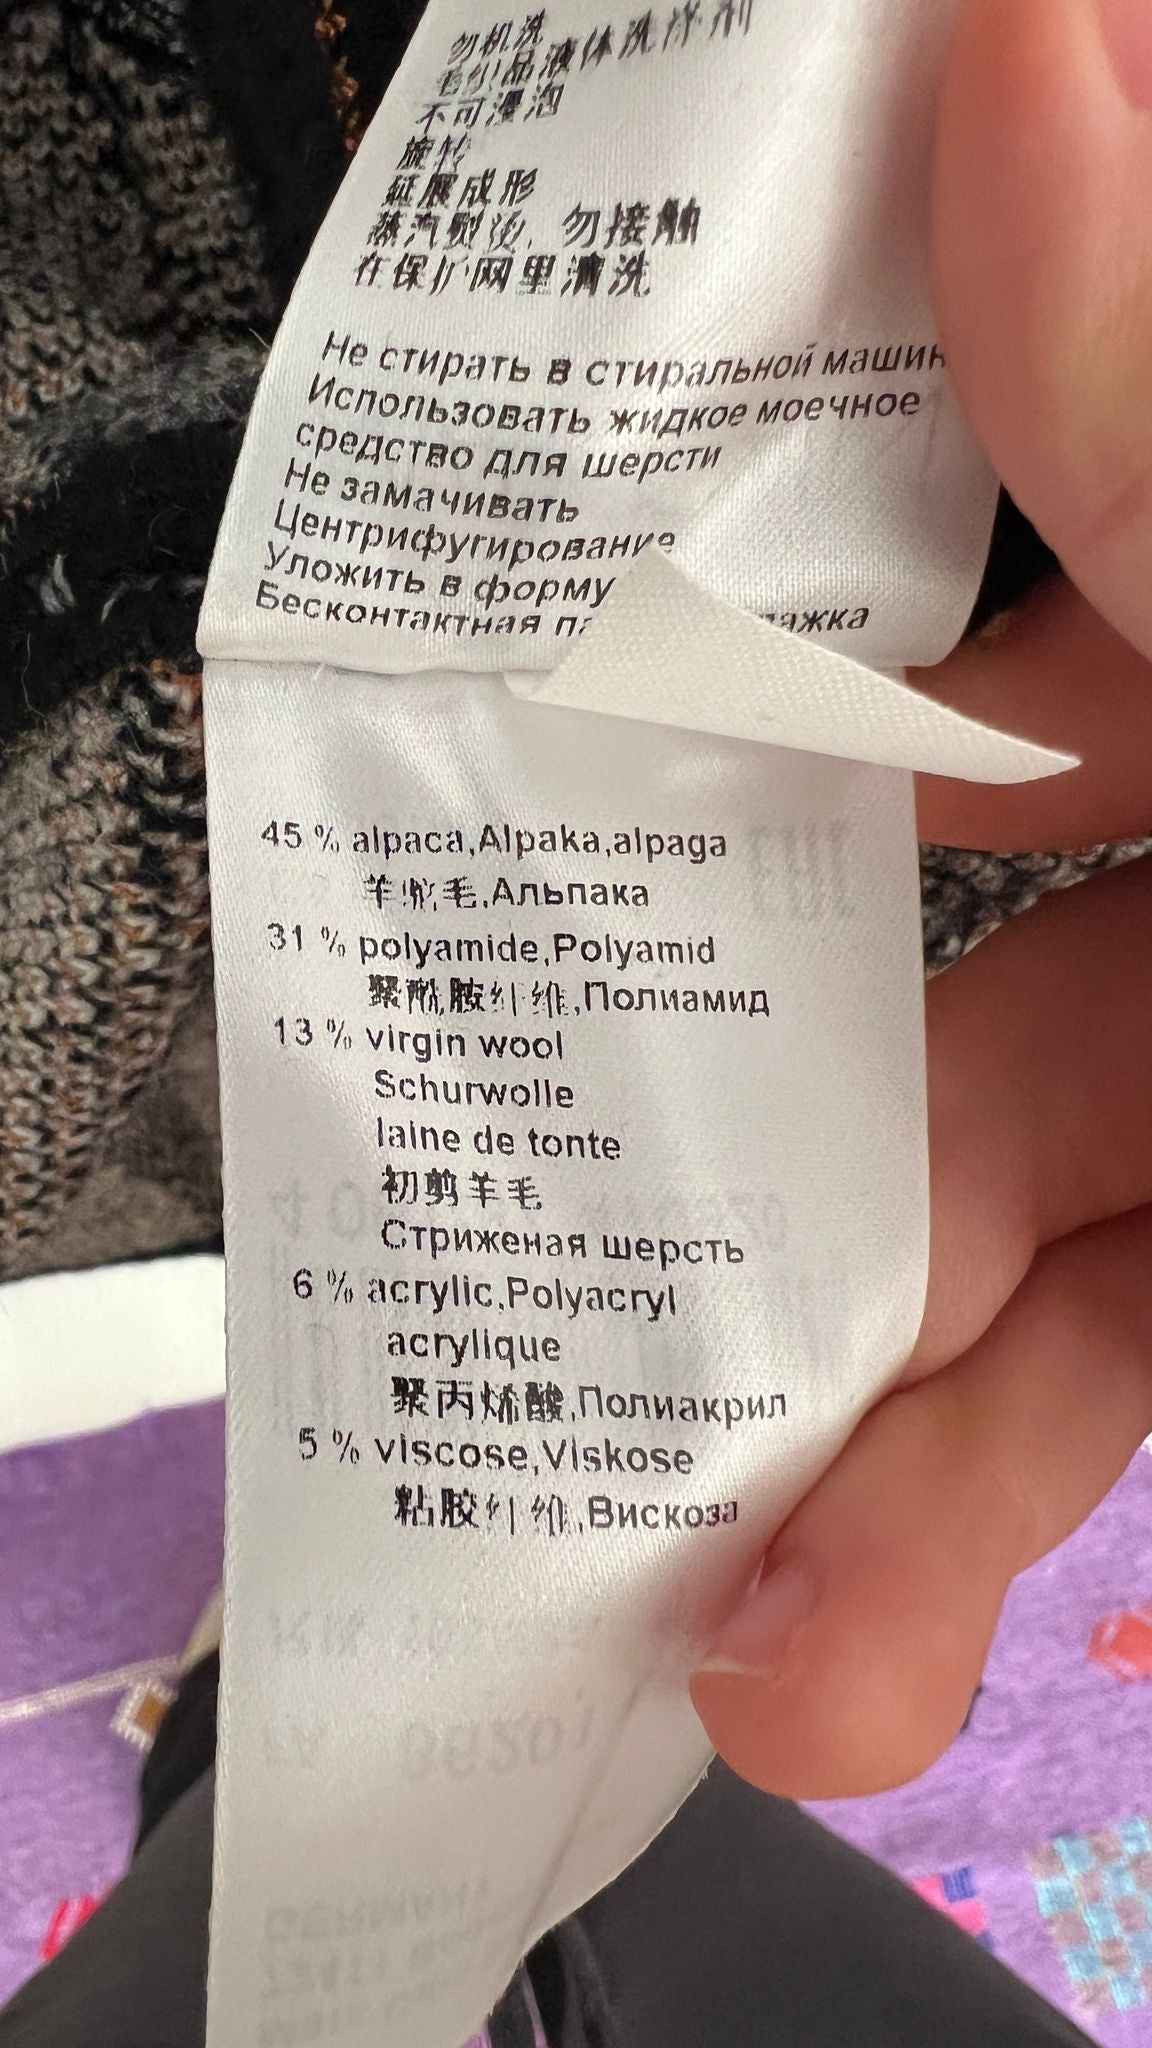 勿机洗
毛织品液体洗涤剂
不可浸泡
旋转
延展成形
蒸汽熨烫，勿接触
在保护网里清洗
Не стирать в стиральной машин
Использовать жидкое моечное
средство для шерсти
Не замачивать
Центрифугирование
Уложить в форму
Бесконтактная
45 % alpaca,Alpaka,alpaga
羊驼毛,Альпака
31 % polyamide,Polyamid
聚酰胺纤维,Полиамид
13 % virgin wool
Schurwolle
laine de tonte
初剪羊毛
Стриженая шерсть
6 % acrylic,Polyacryl
acrylique
聚丙烯酸,Полиакрил
5 % viscose,Viskose
粘胶纤维,Вискоза